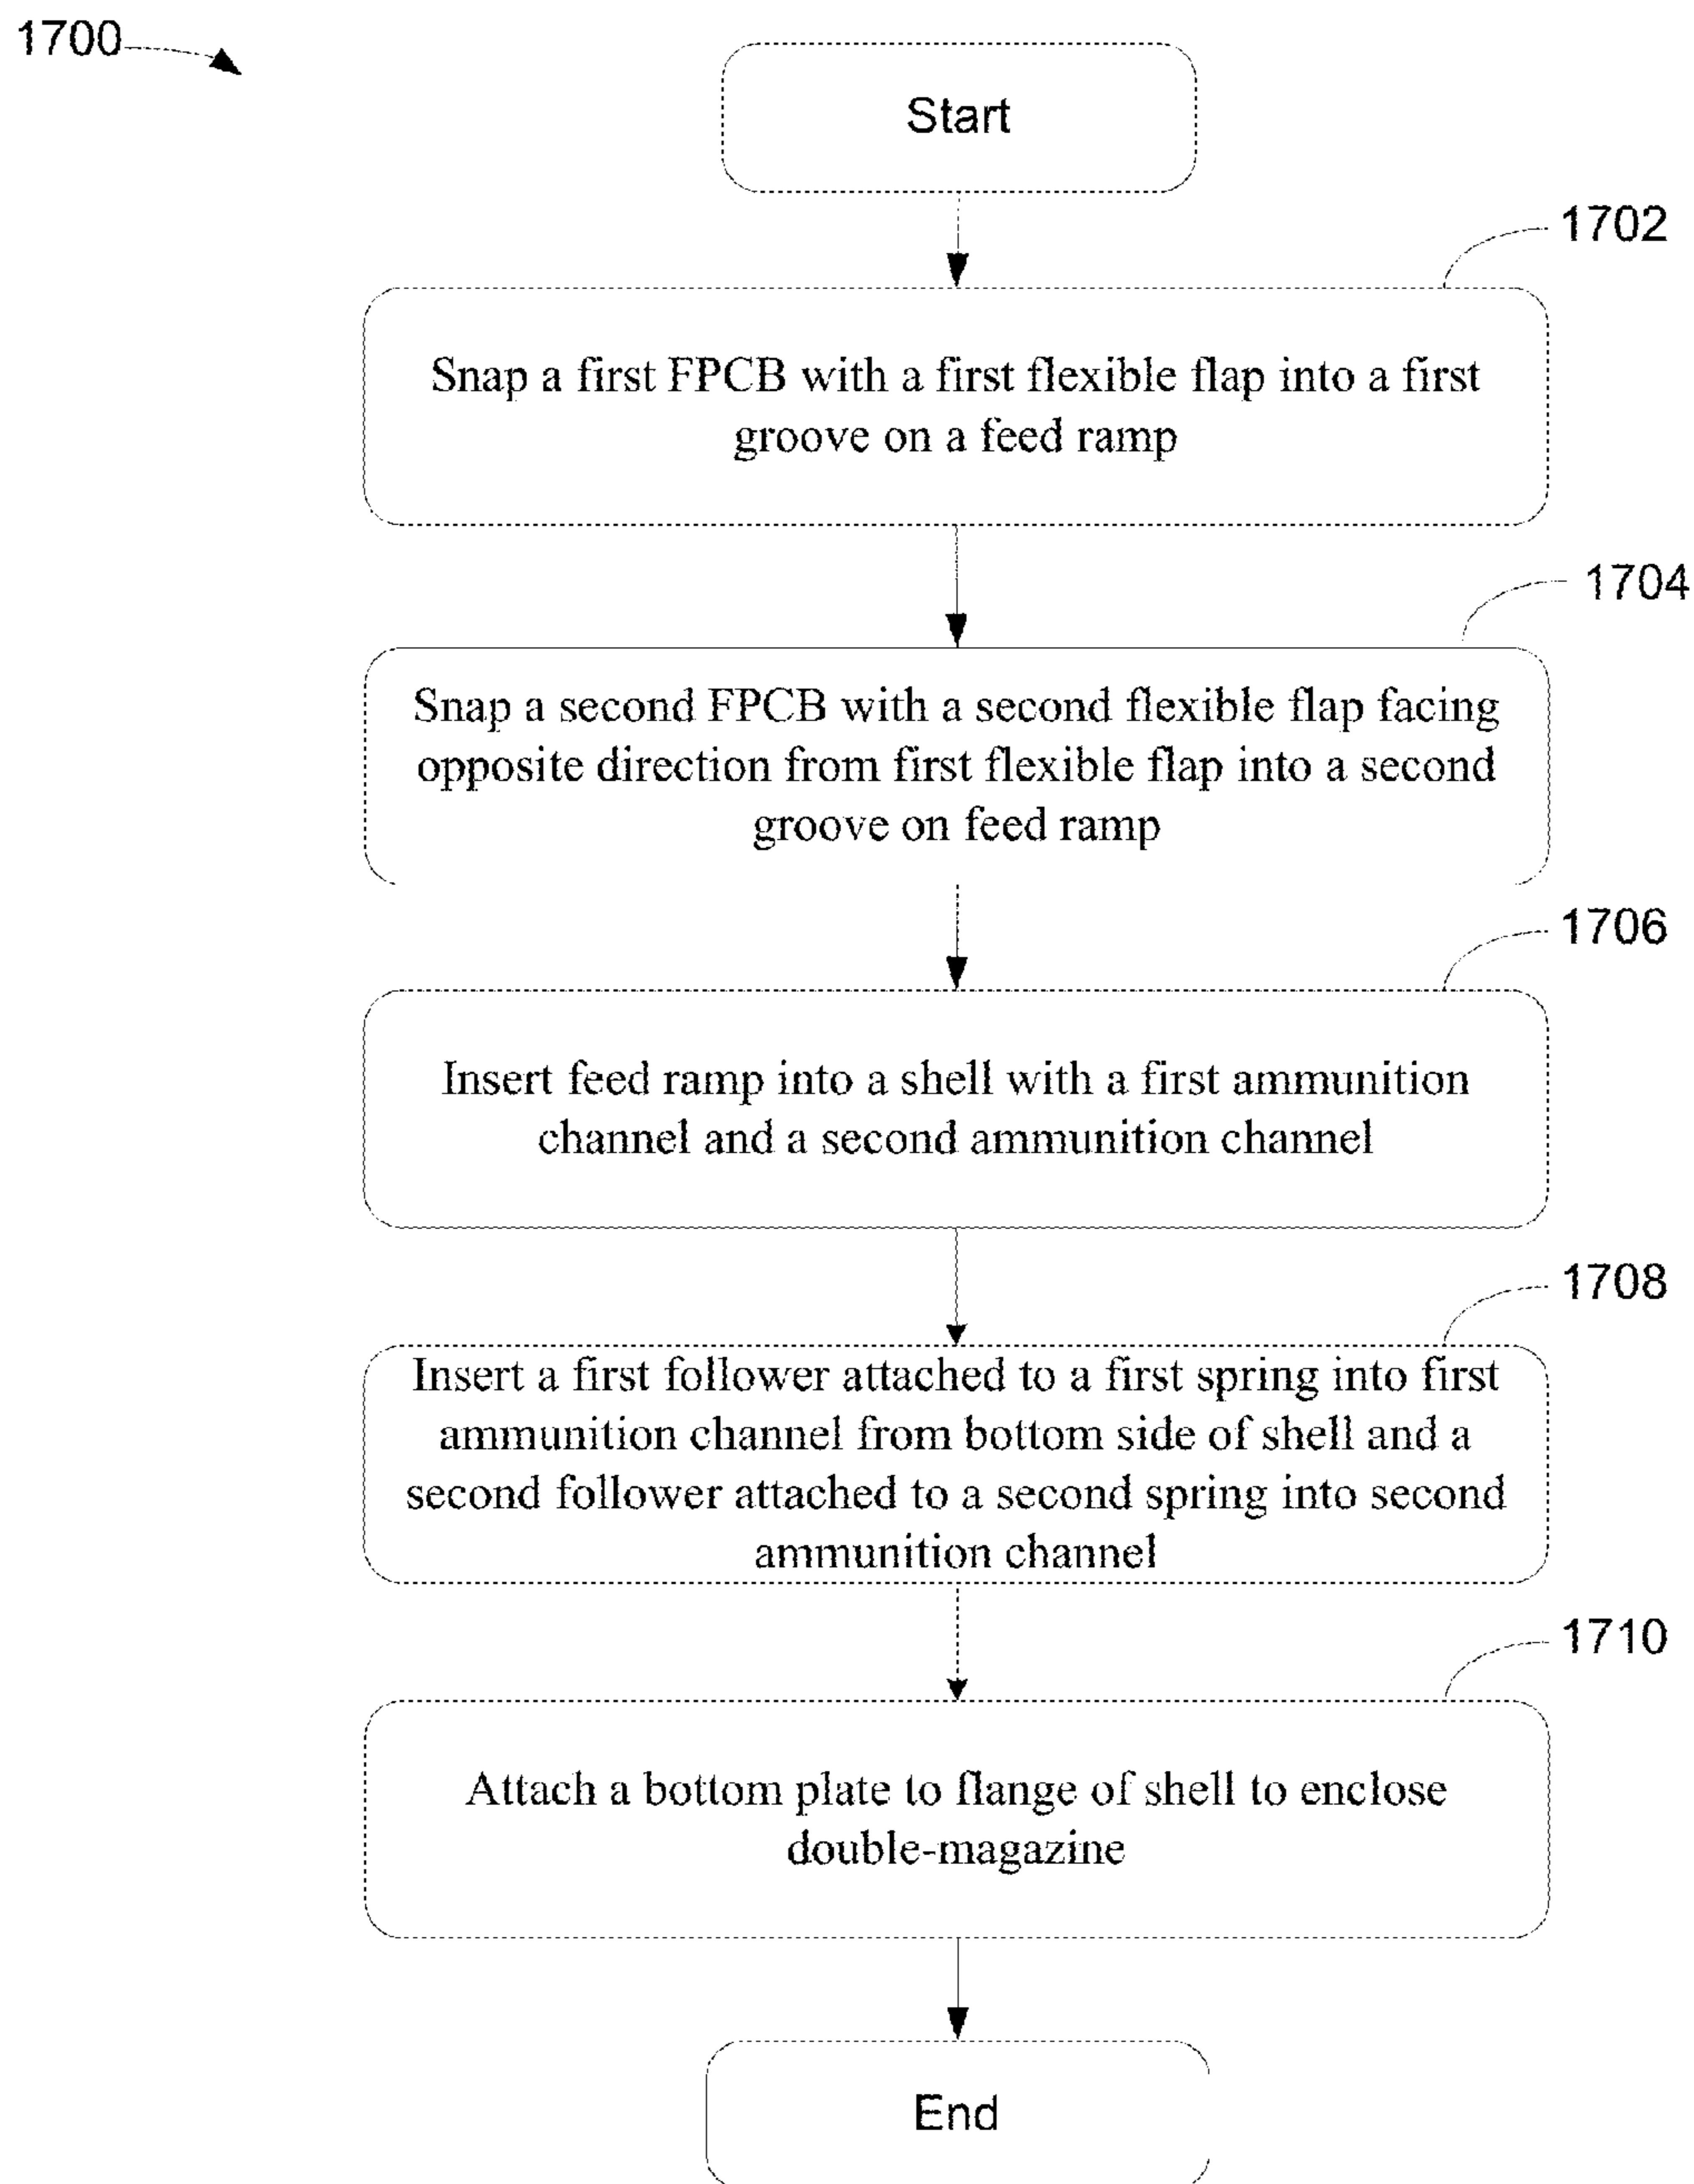 1700
Start
1702
Snap a first FPCB with a first flexible flap into a first
groove on a feed ramp
1704
Snap a second FPCB with a second flexible flap facing
opposite direction from first flexible flap into a second
groove on feed ramp
1706
Insert feed ramp into a shell with a first ammunition
channel and a second ammunition channel
1708
Insert a first follower attached to a first spring into first
ammunition channel from bottom side of shell and a
second follower attached to a second spring into second
ammunition channel
1710
Attach a bottom plate to flange of shell to enclose
double-magazine
End